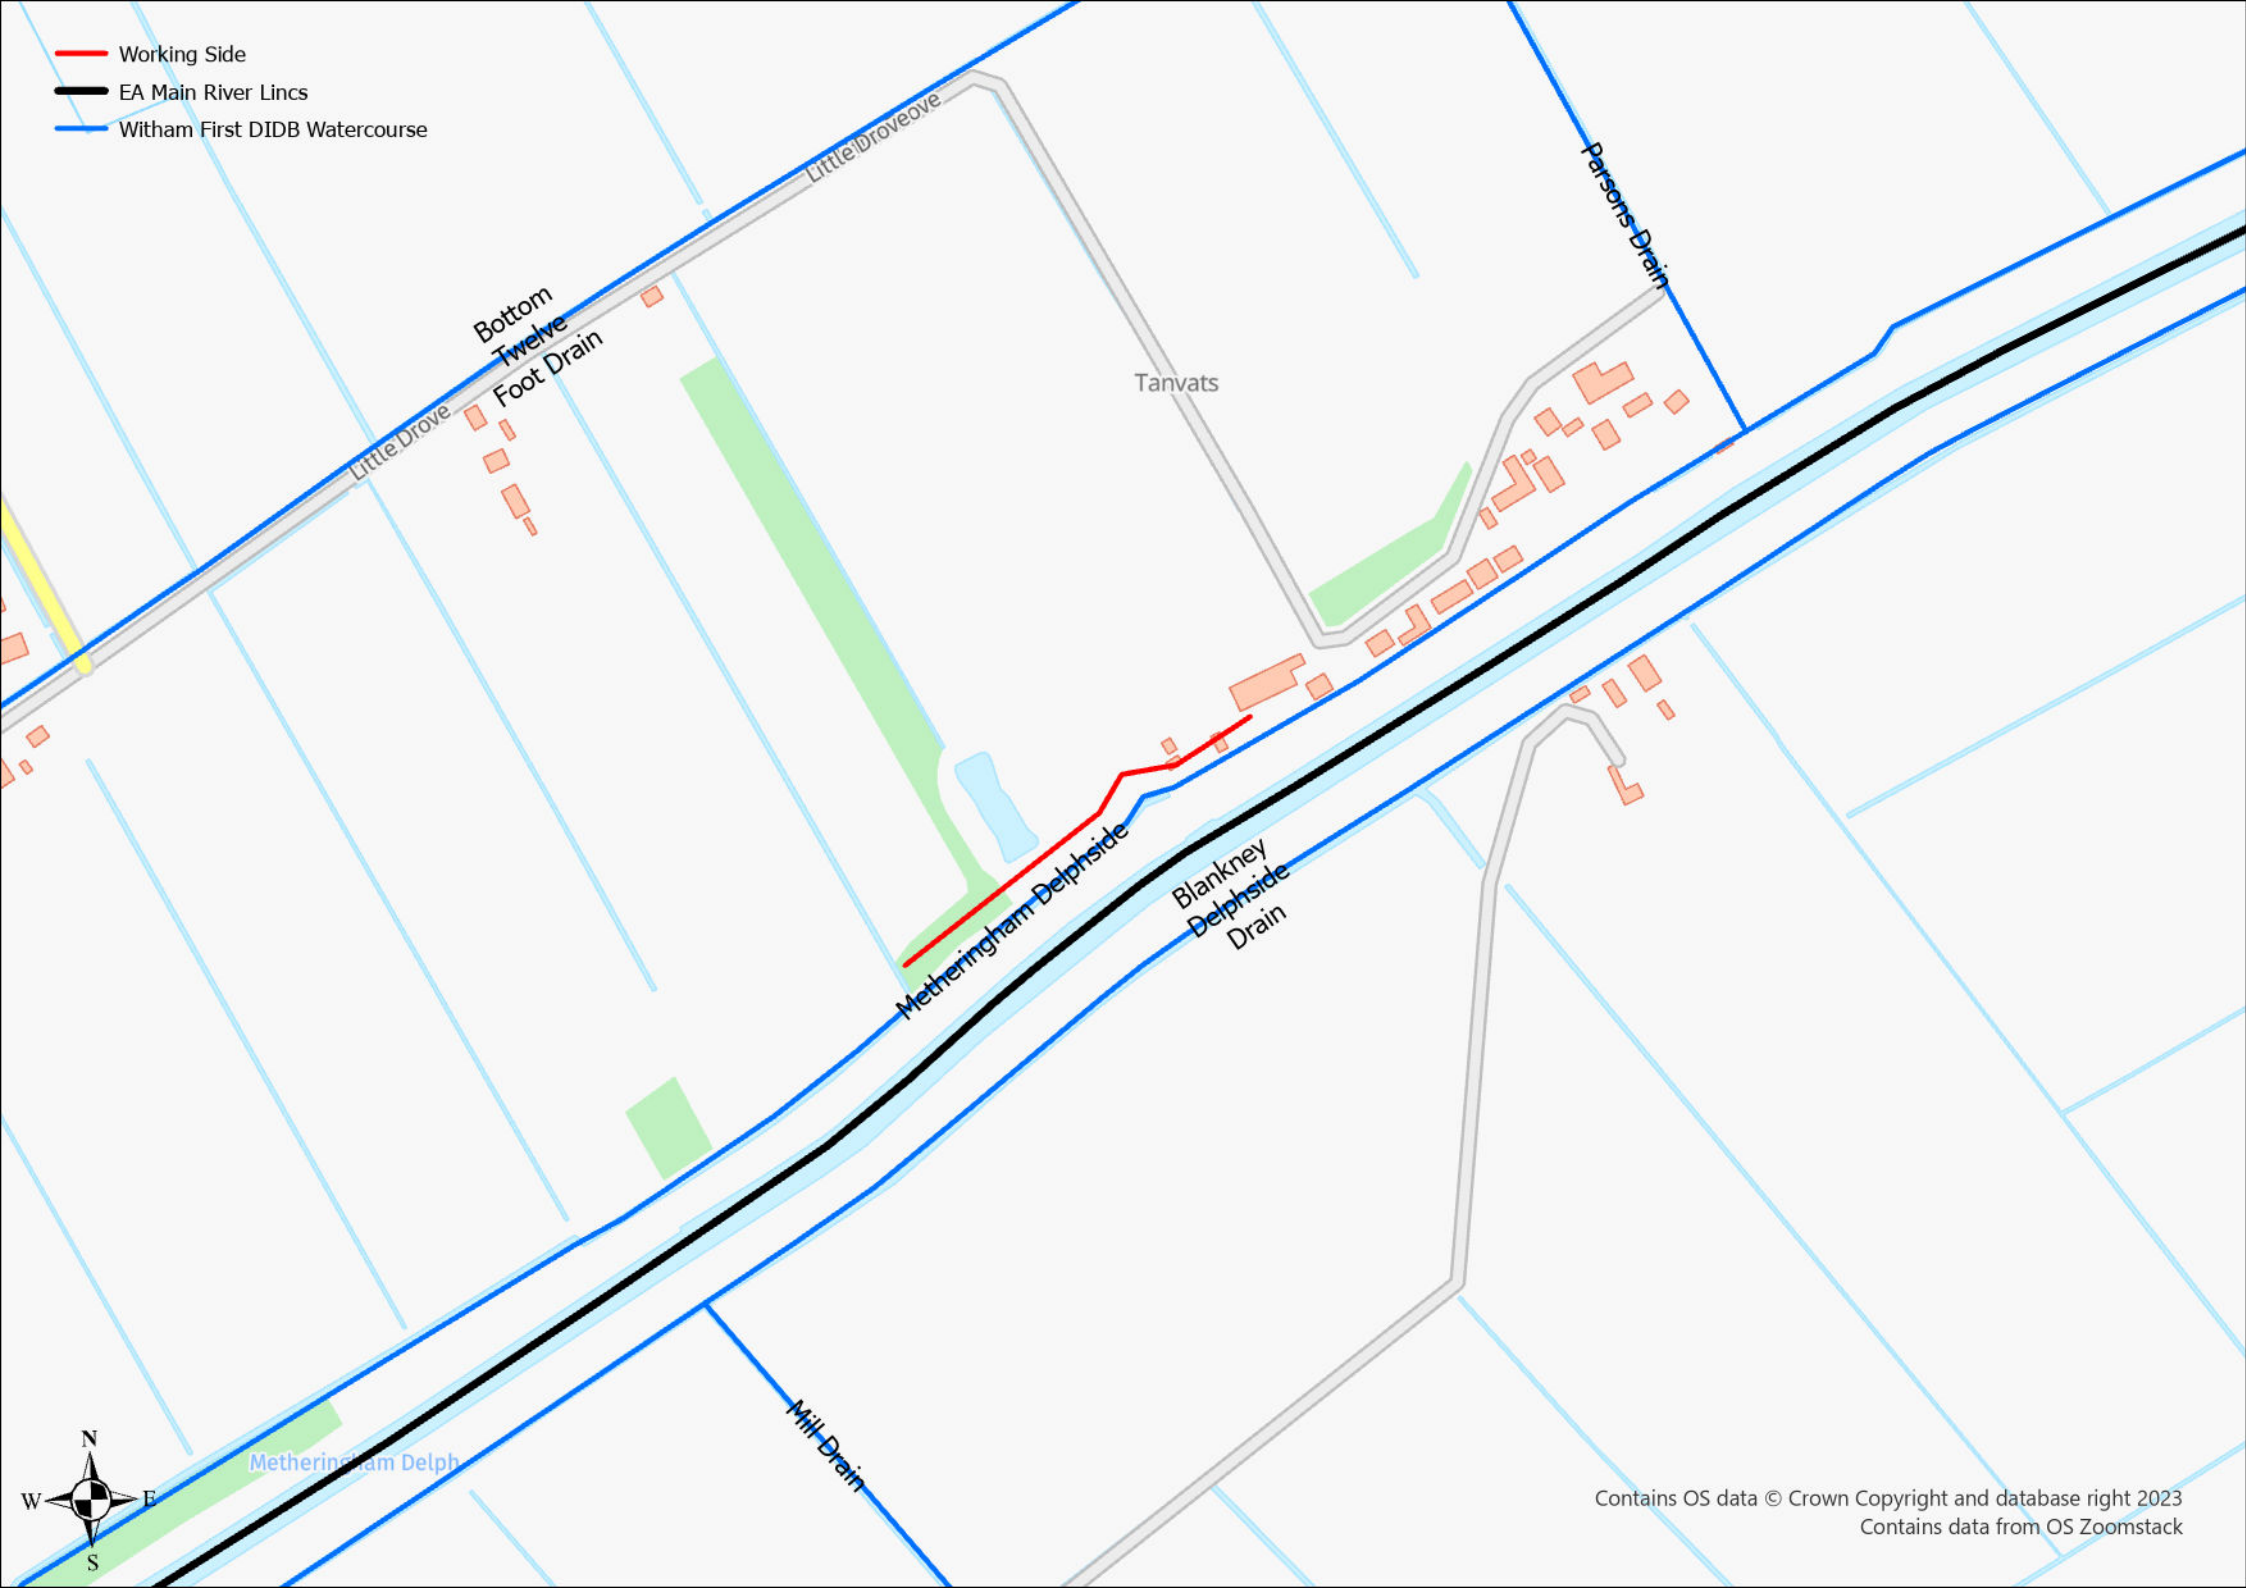 Working Side
EA Main River Lincs
Witham First DIDB Watercourse
Little Droveove
Parsons Drain
Bottom
Twelve
Foot Drain
Little Drove
Tanvats
Metheringham Delphside
Blankney
Delphside
Drain
Mill Drain
Metheringham Delph
N
W
E
S
Contains OS data © Crown Copyright and database right 2023
Contains data from OS Zoomstack